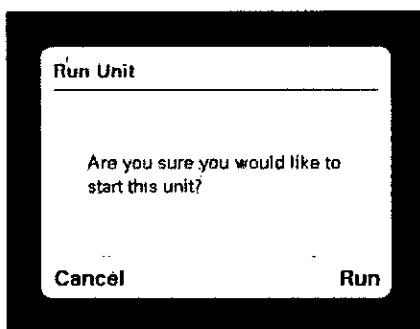 Run Unit
Are you sure you would like to
start this unit?
Cancel Run